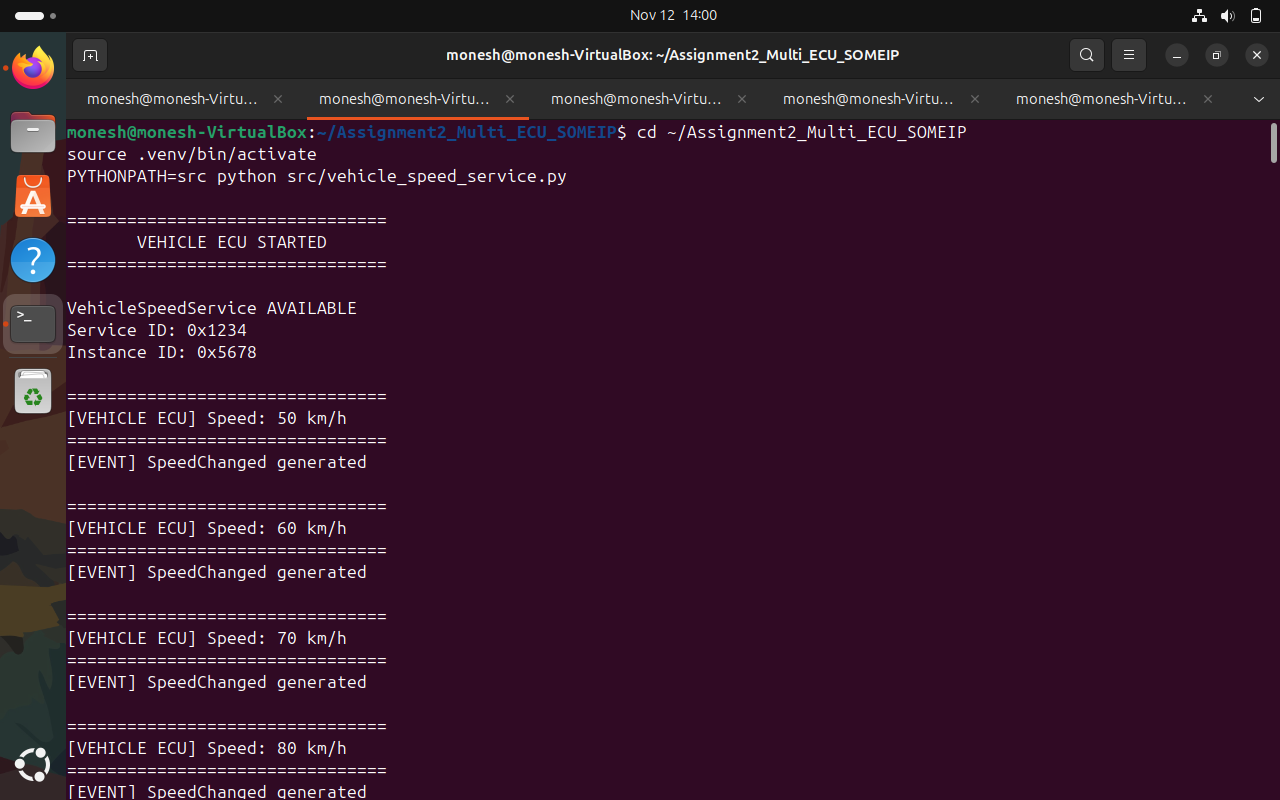 Nov 12 14:00
monesh@monesh-VirtualBox: ~/Assignment2_Multi_ECU_SOMEIP
monesh@monesh-Virtu... monesh@monesh-Virtu... monesh@monesh-Virtu... monesh@monesh-Virtu... monesh@monesh-Virtu...
monesh@monesh-VirtualBox:~/Assignment2_Multi_ECU_SOMEIP$ cd ~/Assignment2_Multi_ECU_SOMEIP
source .venv/bin/activate
PYTHONPATH=src python src/vehicle_speed_service.py
================================
VEHICLE ECU STARTED
================================
VehicleSpeedService AVAILABLE
Service ID: 0x1234
Instance ID: 0x5678
================================
[VEHICLE ECU] Speed: 50 km/h
================================
[EVENT] SpeedChanged generated
================================
[VEHICLE ECU] Speed: 60 km/h
================================
[EVENT] SpeedChanged generated
================================
[VEHICLE ECU] Speed: 70 km/h
================================
[EVENT] SpeedChanged generated
================================
[VEHICLE ECU] Speed: 80 km/h
================================
[EVENT] SpeedChanged generated